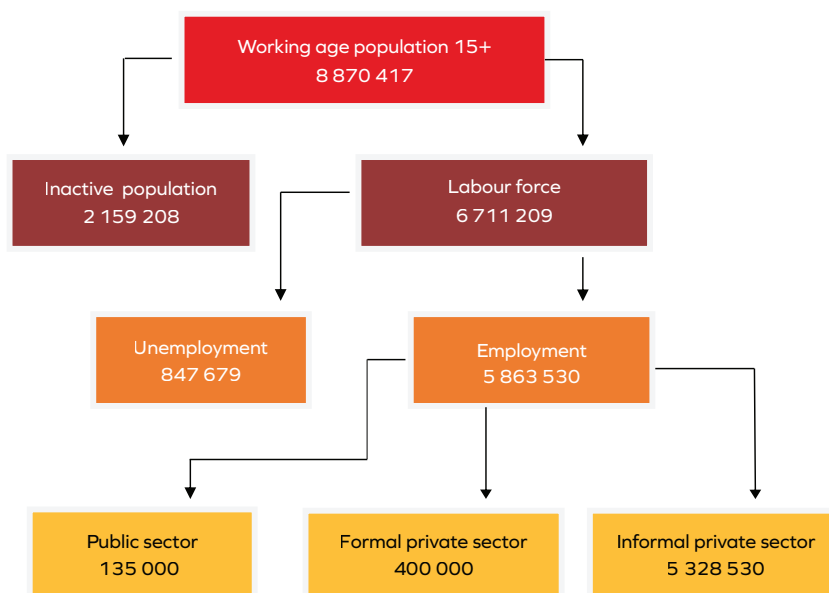 Working age population 15+
8 870 417
Inactive population
2 159 208
Labour force
6 711 209
Unemployment
847 679
Employment
5 863 530
Public sector
135 000
Formal private sector
400 000
Informal private sector
5 328 530